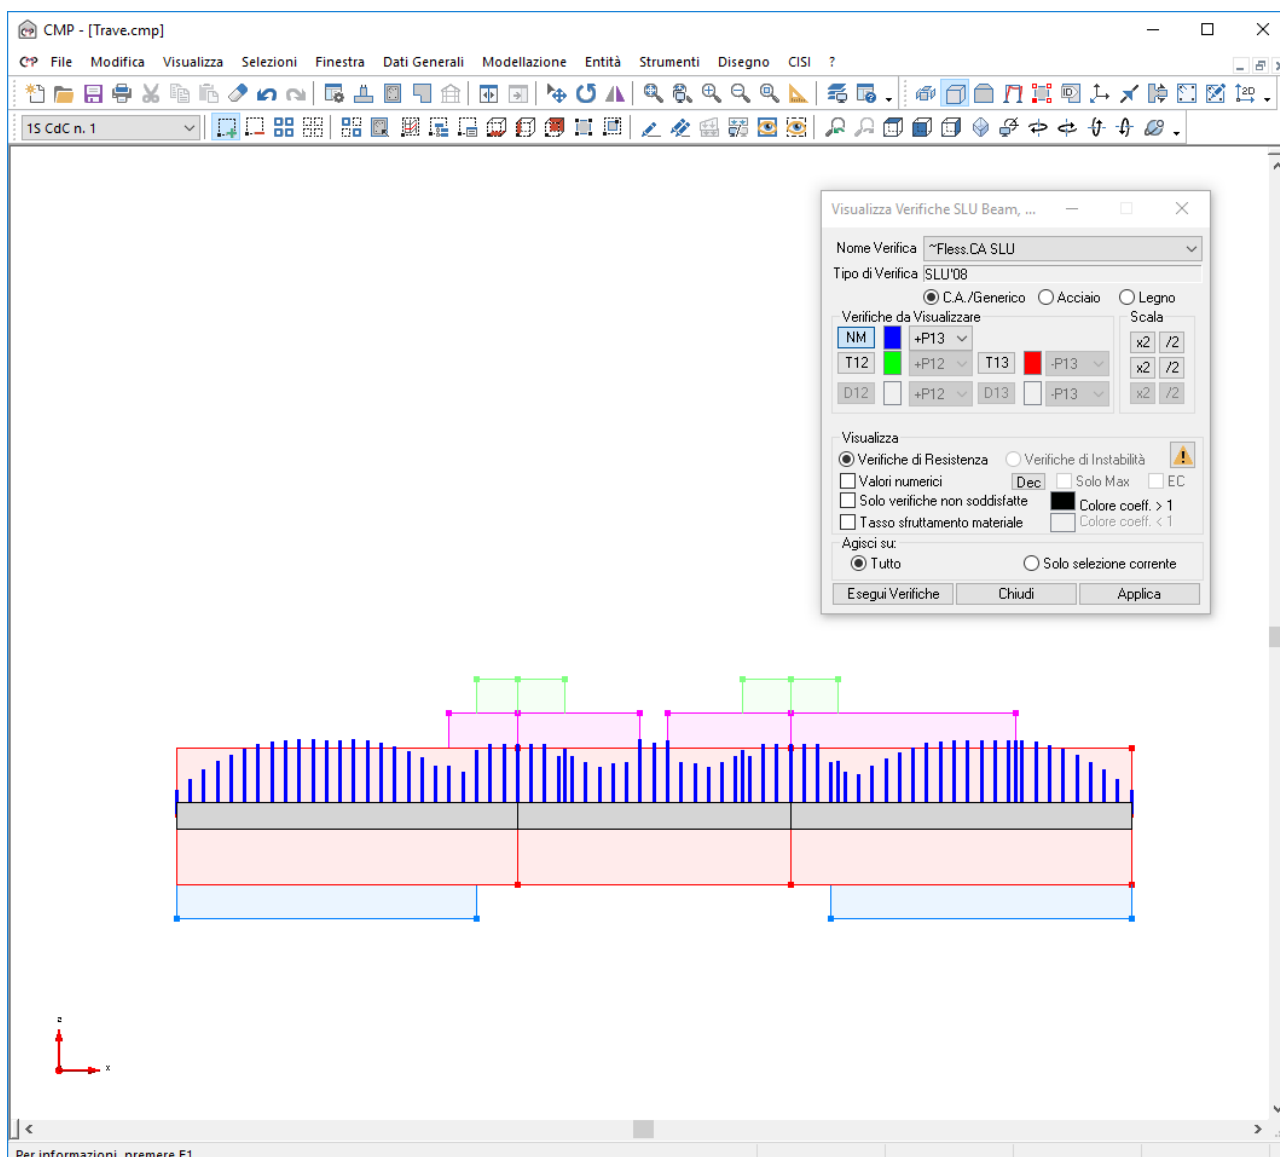 CMP - [Trave.cmp]
CMP File Modifica Visualizza Selezioni Finestra Dati Generali Modellazione Entità Strumenti Disegno CISI ?
1S CdC n. 1
Visualizza Verifiche SLU Beam, ...
Nome Verifica ~Fless.CA SLU
Tipo di Verifica SLU'08
C.A./Generico Acciaio Legno
Verifiche da Visualizzare Scala
NM +P13 x2 /2
T12 +P12 T13 -P13 x2 /2
D12 +P12 D13 -P13 x2 /2
Visualizza
Verifiche di Resistenza Verifiche di Instabilità
Valori numerici Dec Solo Max EC
Solo verifiche non soddisfatte Colore coeff. > 1
Tasso sfruttamento materiale Colore coeff. < 1
Agisci su:
Tutto Solo selezione corrente
Esegui Verifiche Chiudi Applica
z
x
Per informazioni, premere F1